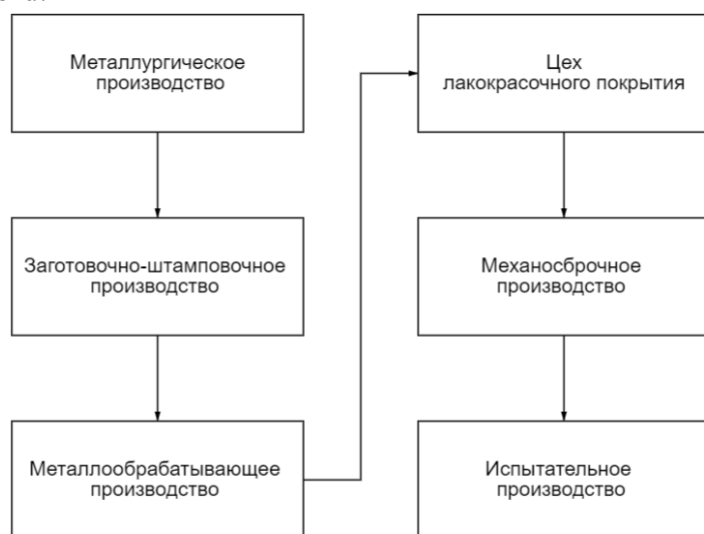 Металлургическое
производство
Заготовочно-штамповочное
производство
Металлообрабатывающее
производство
Цех
лакокрасочного покрытия
Механосброчное
производство
Испытательное
производство